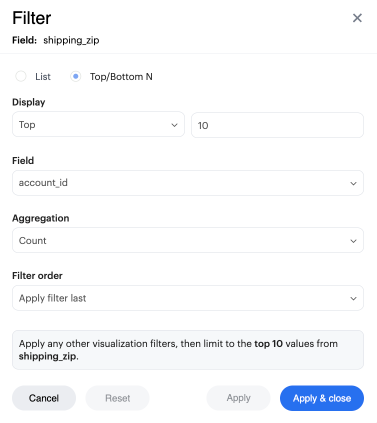 Filter
Field: shipping_zip
List Top/Bottom N
Display
Top 10
Field
account_id
Aggregation
Count
Filter order
Apply filter last
Apply any other visualization filters, then limit to the top 10 values from
shipping_zip.
Cancel Reset Apply Apply & close